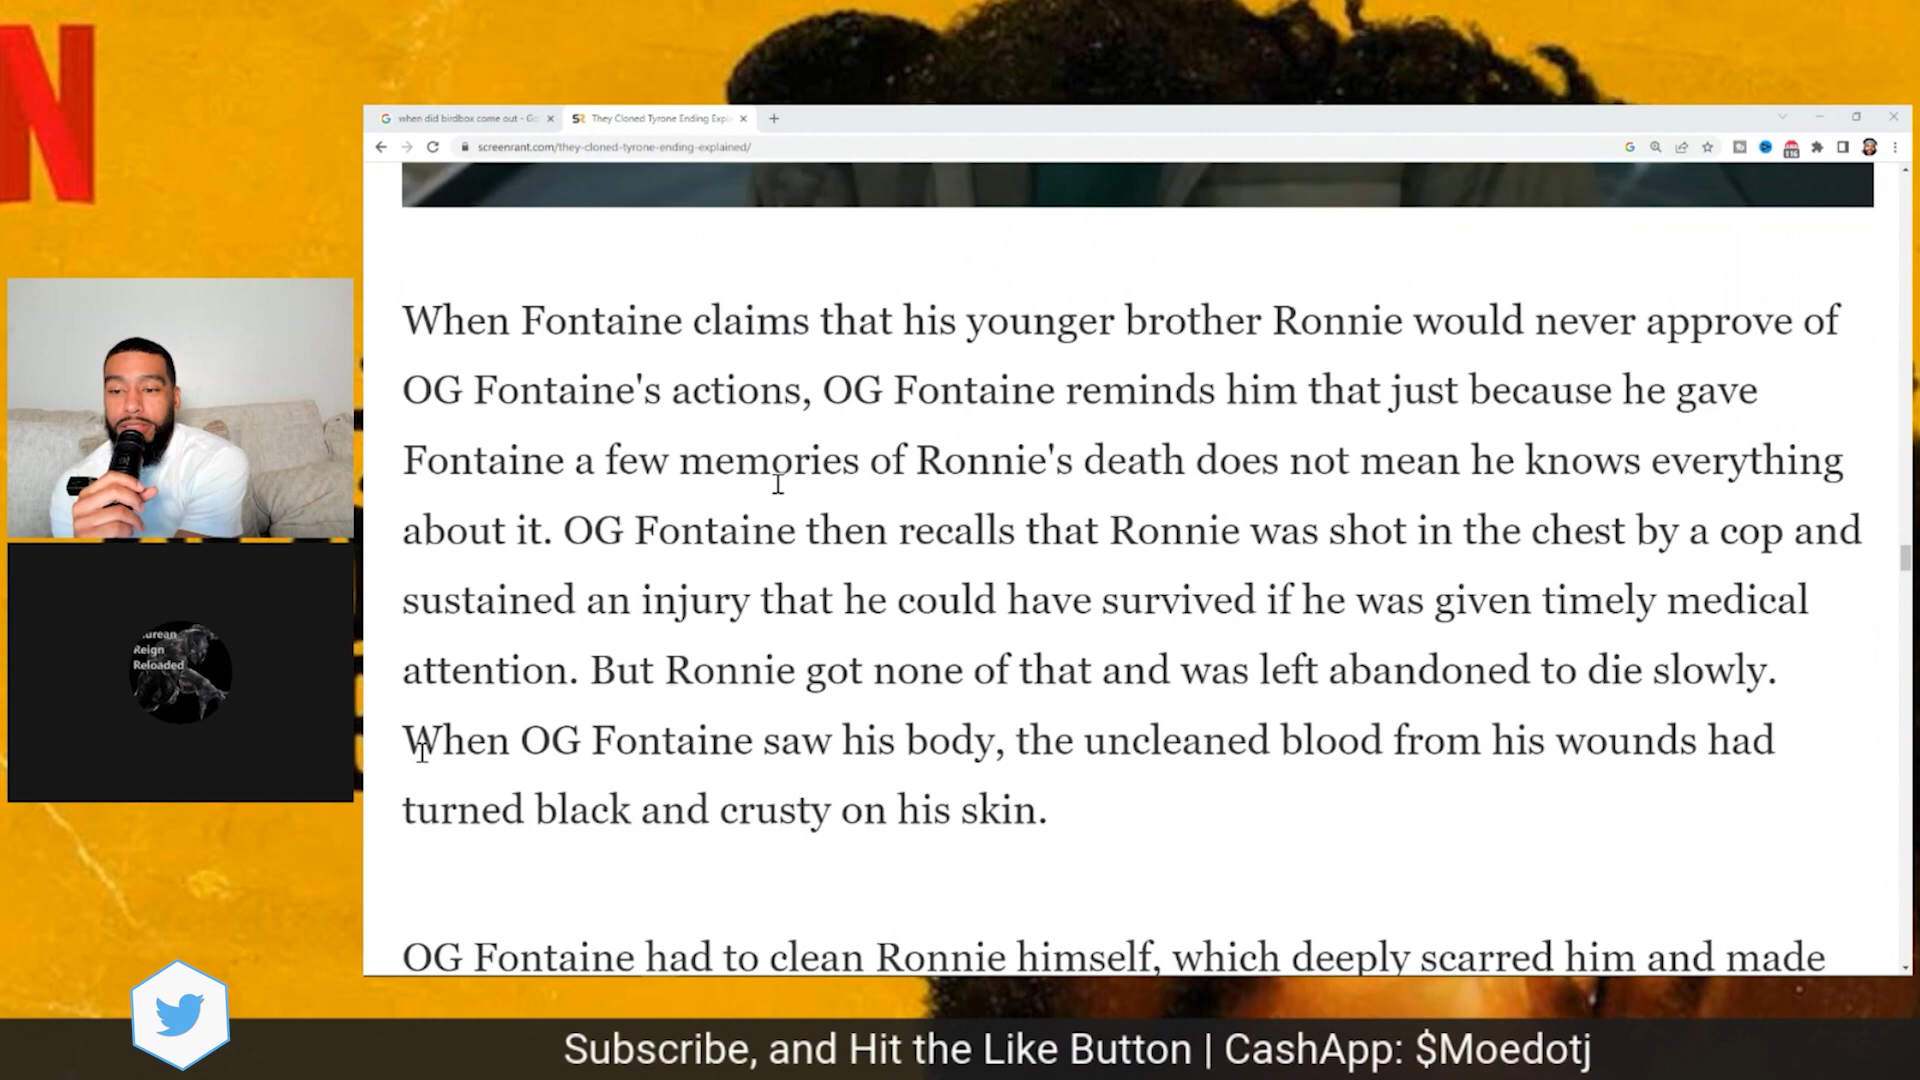 N
when did birdbox come out - Go
They Cloned Tyrone Ending Expl
screenrant.com/they-cloned-tyrone-ending-explained/
When Fontaine claims that his younger brother Ronnie would never approve of
OG Fontaine's actions, OG Fontaine reminds him that just because he gave
Fontaine a few memories of Ronnie's death does not mean he knows everything
about it. OG Fontaine then recalls that Ronnie was shot in the chest by a cop and
sustained an injury that he could have survived if he was given timely medical
attention. But Ronnie got none of that and was left abandoned to die slowly.
When OG Fontaine saw his body, the uncleaned blood from his wounds had
turned black and crusty on his skin.
OG Fontaine had to clean Ronnie himself, which deeply scarred him and made
Reign
Reloaded
Subscribe, and Hit the Like Button | CashApp: $Moedotj